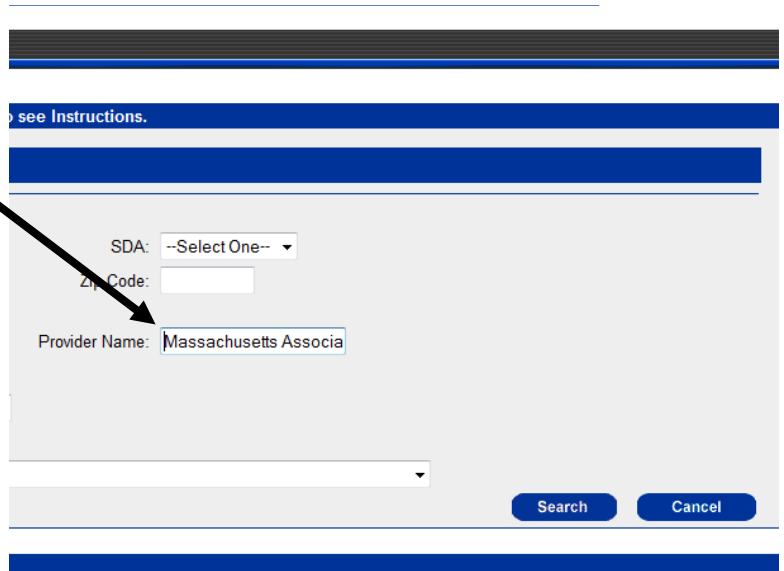 see Instructions.
SDA: --Select One--
Zip Code:
Provider Name: Massachusetts Associa
Search Cancel